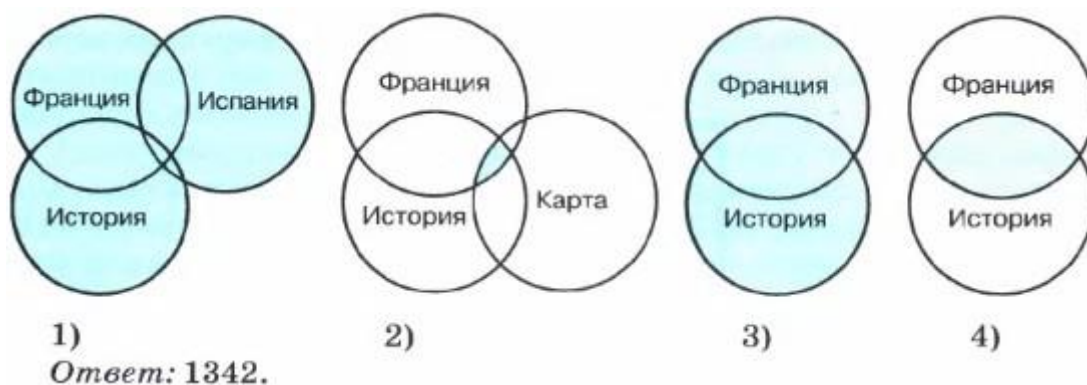 Франция Испания
История
Франция
История Карта
Франция
История
Франция
История
1) 2) 3) 4)
Ответ: 1342.